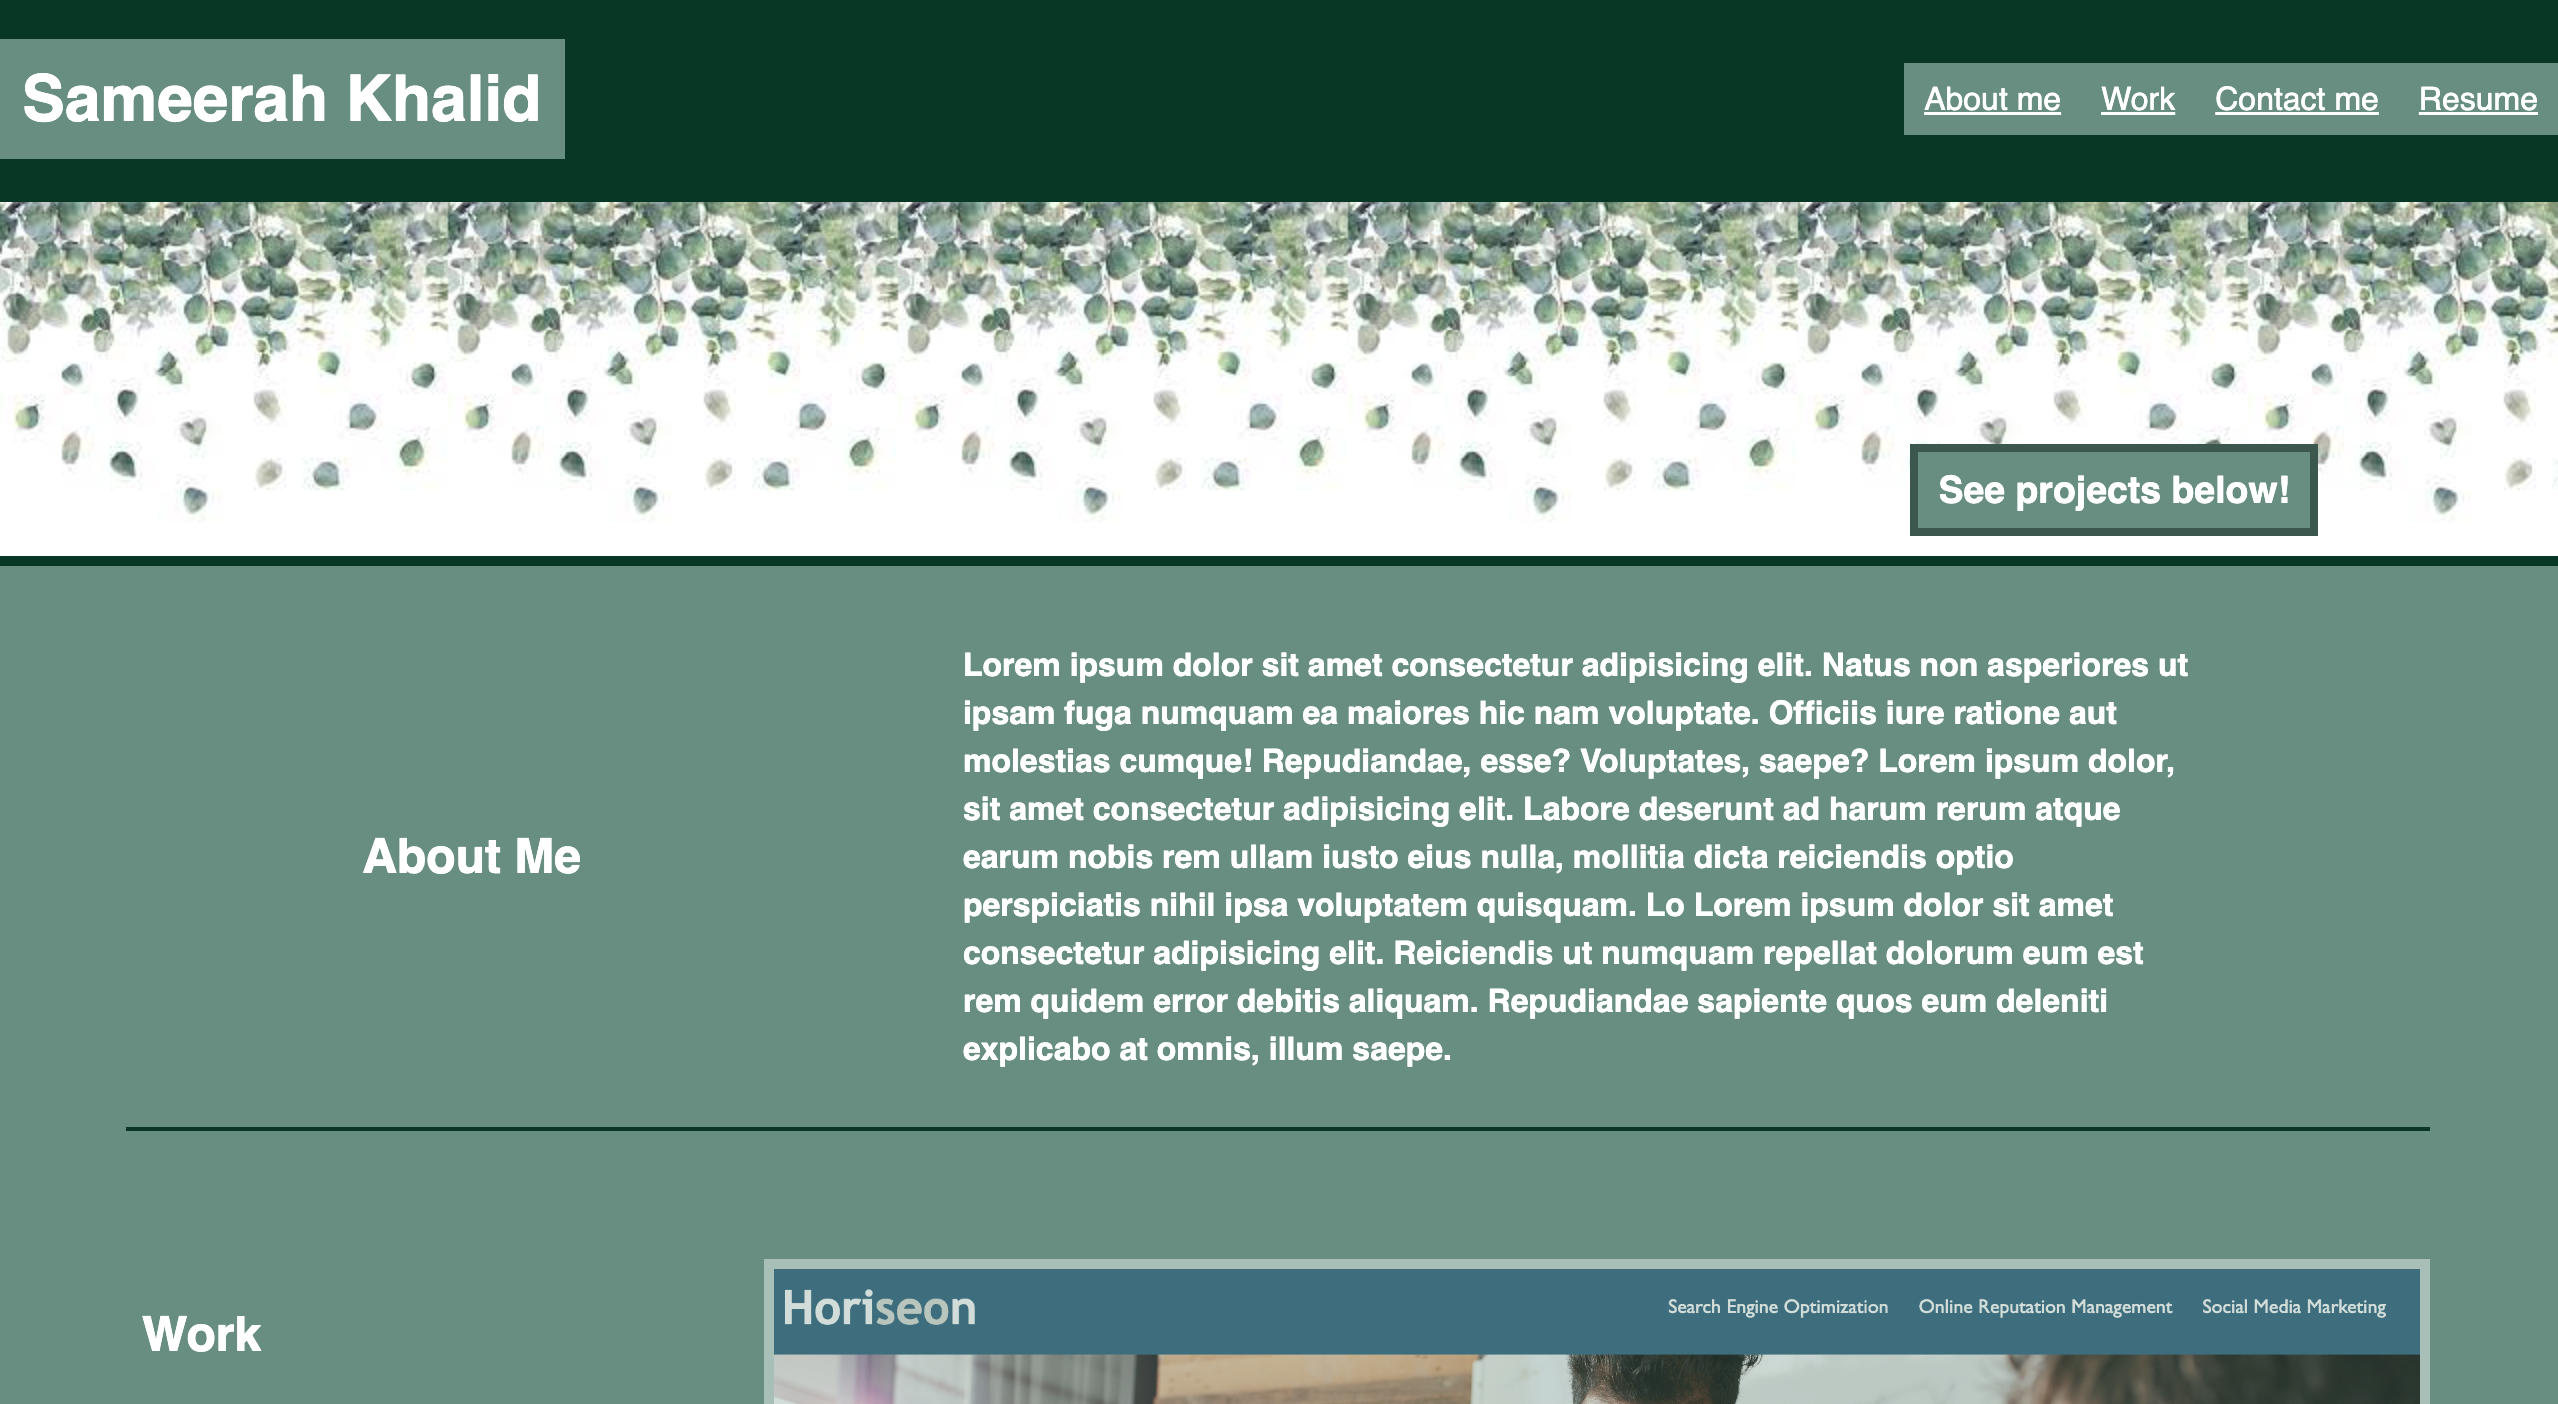 Sameerah Khalid
About me Work Contact me Resume
See projects below!
About Me
Lorem ipsum dolor sit amet consectetur adipisicing elit. Natus non asperiores ut
ipsam fuga numquam ea maiores hic nam voluptate. Officiis iure ratione aut
molestias cumque! Repudiandae, esse? Voluptates, saepe? Lorem ipsum dolor,
sit amet consectetur adipisicing elit. Labore deserunt ad harum rerum atque
earum nobis rem ullam iusto eius nulla, mollitia dicta reiciendis optio
perspiciatis nihil ipsa voluptatem quisquam. Lo Lorem ipsum dolor sit amet
consectetur adipisicing elit. Reiciendis ut numquam repellat dolorum eum est
rem quidem error debitis aliquam. Repudiandae sapiente quos eum deleniti
explicabo at omnis, illum saepe.
Work
Horiseon
Search Engine Optimization Online Reputation Management Social Media Marketing